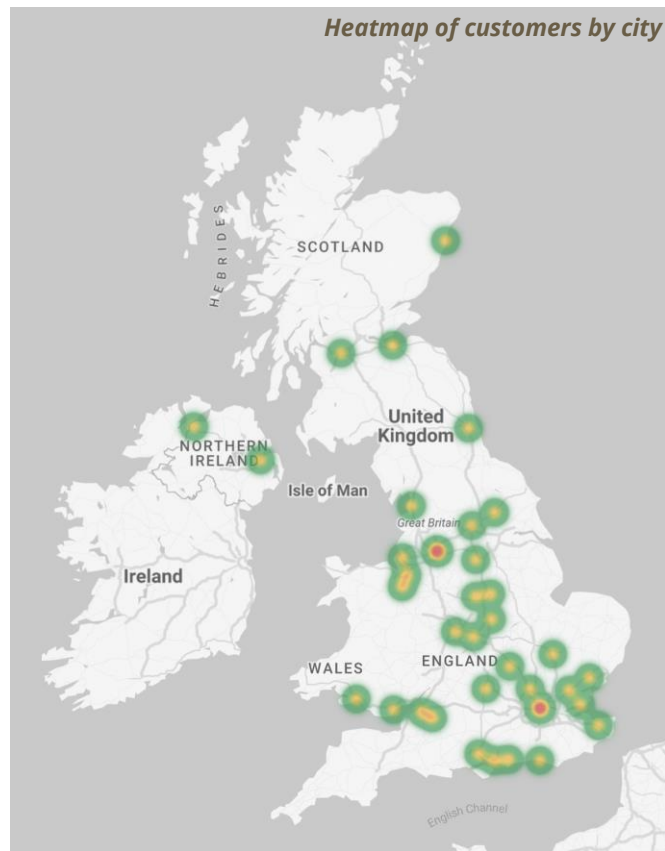 Heatmap of customers by city
SCOTLAND
HEBRIDES
United
Kingdom
NORTHERN
IRELAND
Isle of Man
Great Britain
Ireland
WALES
ENGLAND
English Channel